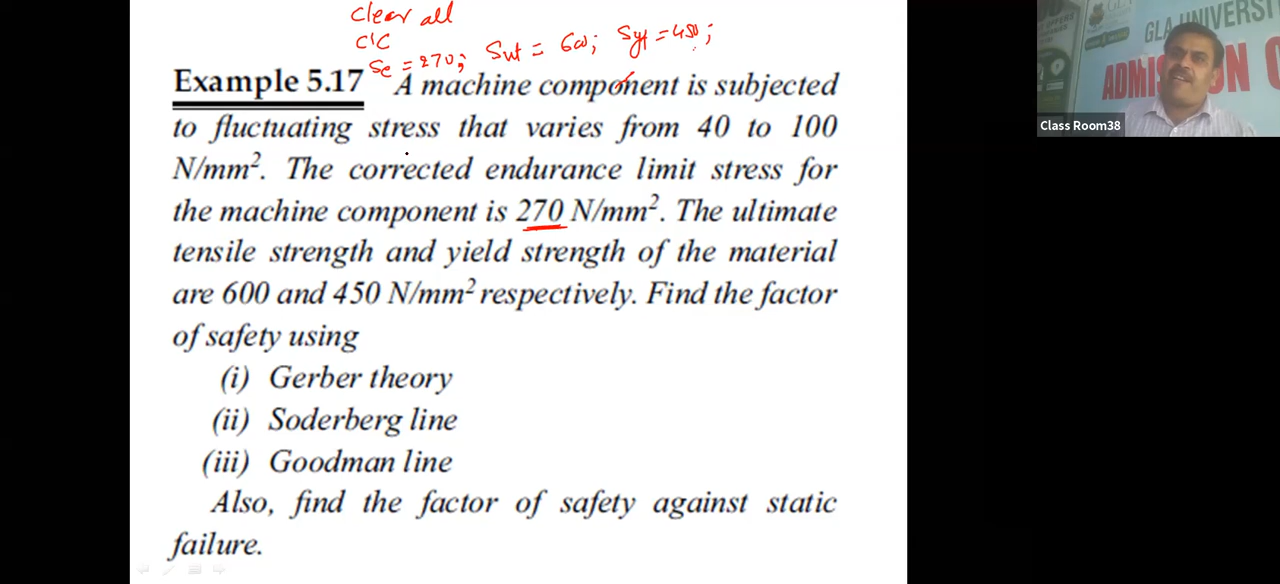 clear all
clc
Se = 270; Sut = 600; Syt = 450;
Example 5.17 A machine component is subjected
to fluctuating stress that varies from 40 to 100
N/mm². The corrected endurance limit stress for
the machine component is 270 N/mm². The ultimate
tensile strength and yield strength of the material
are 600 and 450 N/mm² respectively. Find the factor
of safety using
(i) Gerber theory
(ii) Soderberg line
(iii) Goodman line
Also, find the factor of safety against static
failure.
GLA UNIVERSITY
Class Room38